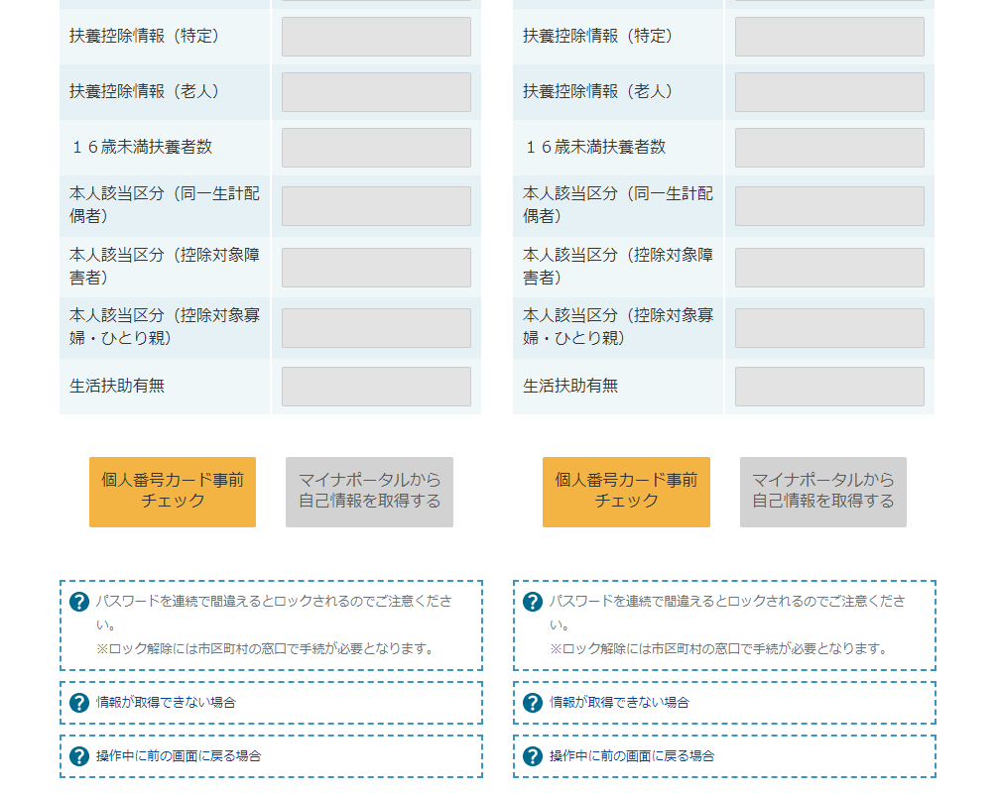 扶養控除情報（特定）
扶養控除情報（老人）
１６歳未満扶養者数
本人該当区分（同一生計配
偶者）
本人該当区分（控除対象障
害者）
本人該当区分（控除対象寡
婦・ひとり親）
生活扶助有無
個人番号カード事前
チェック
マイナポータルから
自己情報を取得する
パスワードを連続で間違えるとロックされるのでご注意くださ
い。
※ロック解除には市区町村の窓口で手続が必要となります。
情報が取得できない場合
操作中に前の画面に戻る場合
扶養控除情報（特定）
扶養控除情報（老人）
１６歳未満扶養者数
本人該当区分（同一生計配
偶者）
本人該当区分（控除対象障
害者）
本人該当区分（控除対象寡
婦・ひとり親）
生活扶助有無
個人番号カード事前
チェック
マイナポータルから
自己情報を取得する
パスワードを連続で間違えるとロックされるのでご注意くださ
い。
※ロック解除には市区町村の窓口で手続が必要となります。
情報が取得できない場合
操作中に前の画面に戻る場合